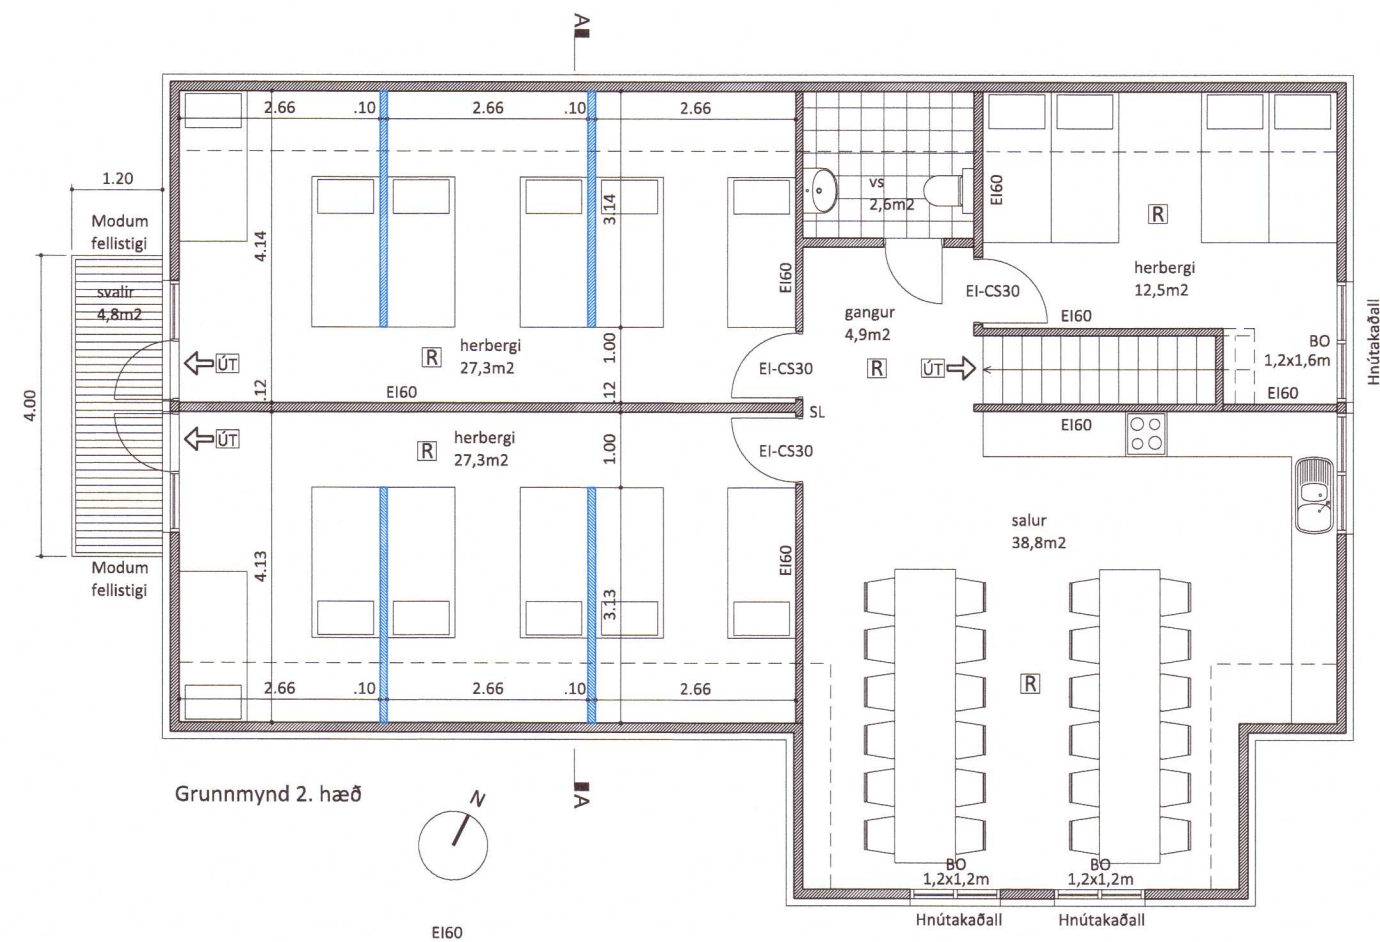 A
2.66 .10 2.66 .10 2.66
1.20
Modum
fellistigi
svalir
4,8m2
4.00
Modum
fellistigi
4.14
3.14
EI60
vs
2,6m2
EI60
R
herbergi
12,5m2
EI-CS30
EI60
gangur
4,9m2
R
ÚT
BO
1,2x1,6m
EI60
Hnútakaðall
ÚT
R
herbergi
27,3m2
1.00
EI-CS30
.12
EI60
.12
SL
EI60
ÚT
R
herbergi
27,3m2
1.00
EI-CS30
4.13
3.13
EI60
salur
38,8m2
R
2.66 .10 2.66 .10 2.66
A
Grunnmynd 2. hæð
N
BO
1,2x1,2m
BO
1,2x1,2m
Hnútakaðall
Hnútakaðall
EI60